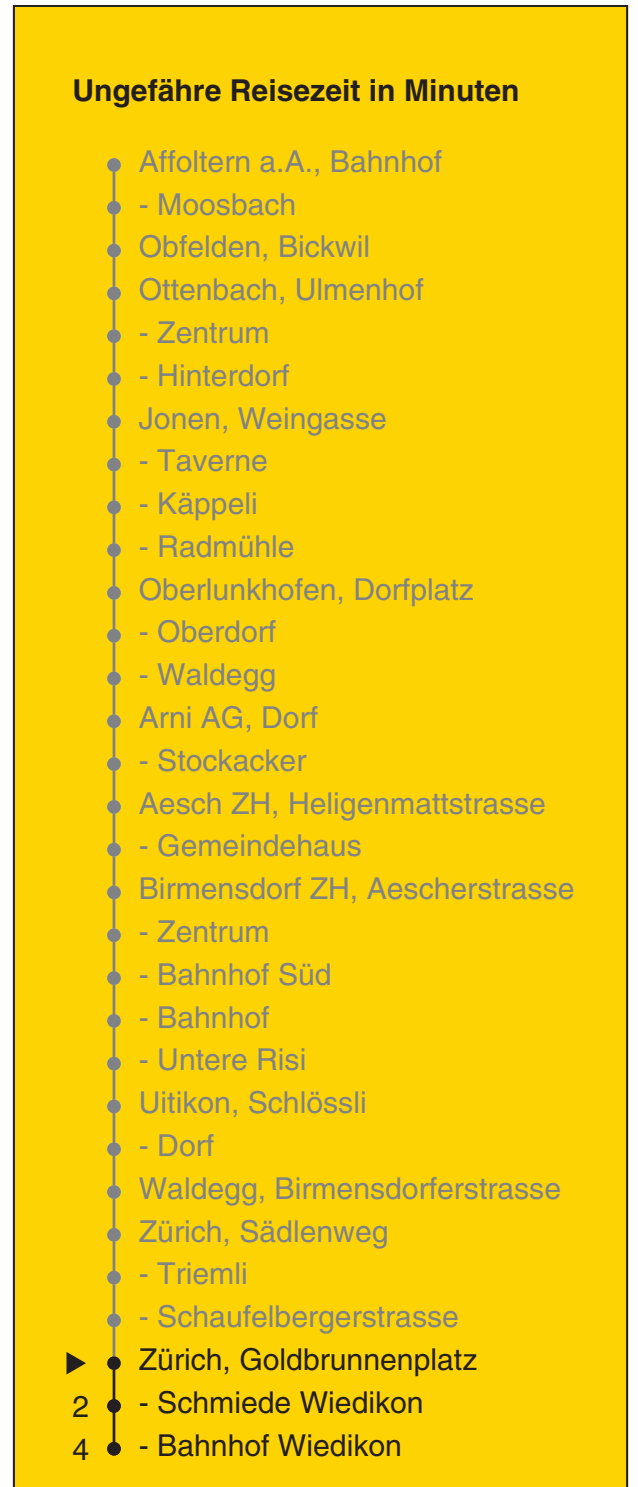 Ungefähre Reisezeit in Minuten
Affoltern a.A., Bahnhof
- Moosbach
Obfelden, Bickwil
Ottenbach, Ulmenhof
- Zentrum
- Hinterdorf
Jonen, Weingasse
- Taverne
- Käppeli
- Radmühle
Oberlunkhofen, Dorfplatz
- Oberdorf
- Waldegg
Arni AG, Dorf
- Stockacker
Aesch ZH, Heligenmattstrasse
- Gemeindehaus
Birmensdorf ZH, Aescherstrasse
- Zentrum
- Bahnhof Süd
- Bahnhof
- Untere Risi
Uitikon, Schlössli
- Dorf
Waldegg, Birmensdorferstrasse
Zürich, Sädlenweg
- Triemli
- Schaufelbergerstrasse
Zürich, Goldbrunnenplatz
2 - Schmiede Wiedikon
4 - Bahnhof Wiedikon